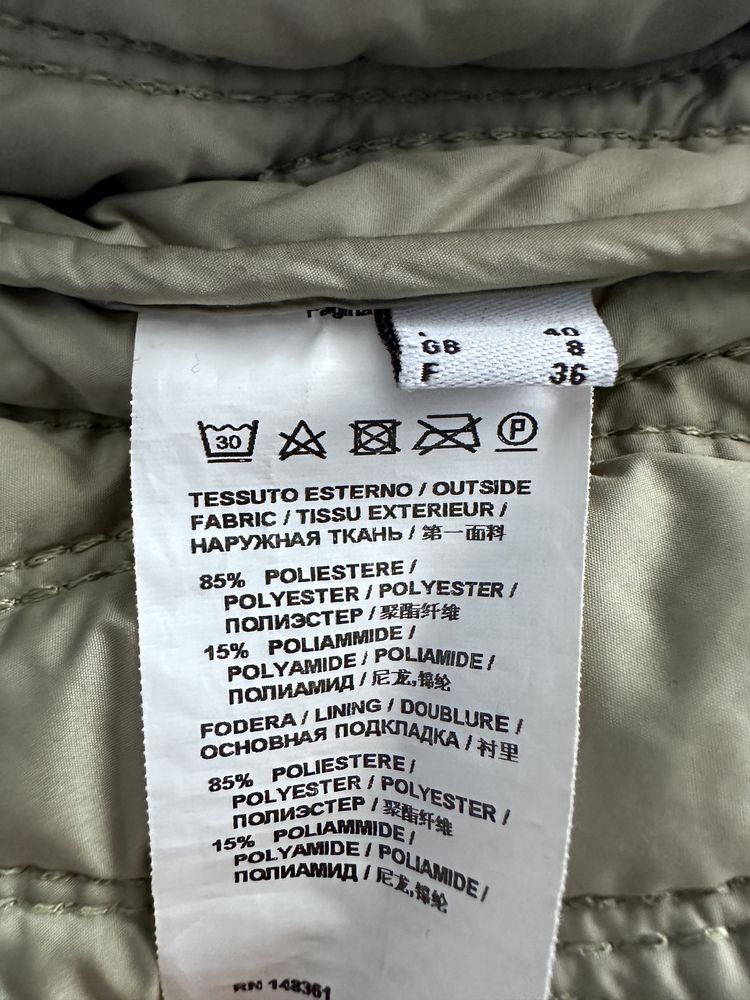 Pagina
40
GB 8
F 36
30
P
TESSUTO ESTERNO / OUTSIDE
FABRIC / TISSU EXTERIEUR /
НАРУЖНАЯ ТКАНЬ / 第一面料
85% POLIESTERE /
POLYESTER / POLYESTER /
ПОЛИЭСТЕР / 聚酯纤维
15% POLIAMMIDE /
POLYAMIDE / POLIAMIDE /
ПОЛИАМИД / 尼龙,锦纶
FODERA / LINING / DOUBLURE /
ОСНОВНАЯ ПОДКЛАДКА / 衬里
85% POLIESTERE /
POLYESTER / POLYESTER /
ПОЛИЭСТЕР / 聚酯纤维
15% POLIAMMIDE /
POLYAMIDE / POLIAMIDE /
ПОЛИАМИД / 尼龙,锦纶
RN 148361